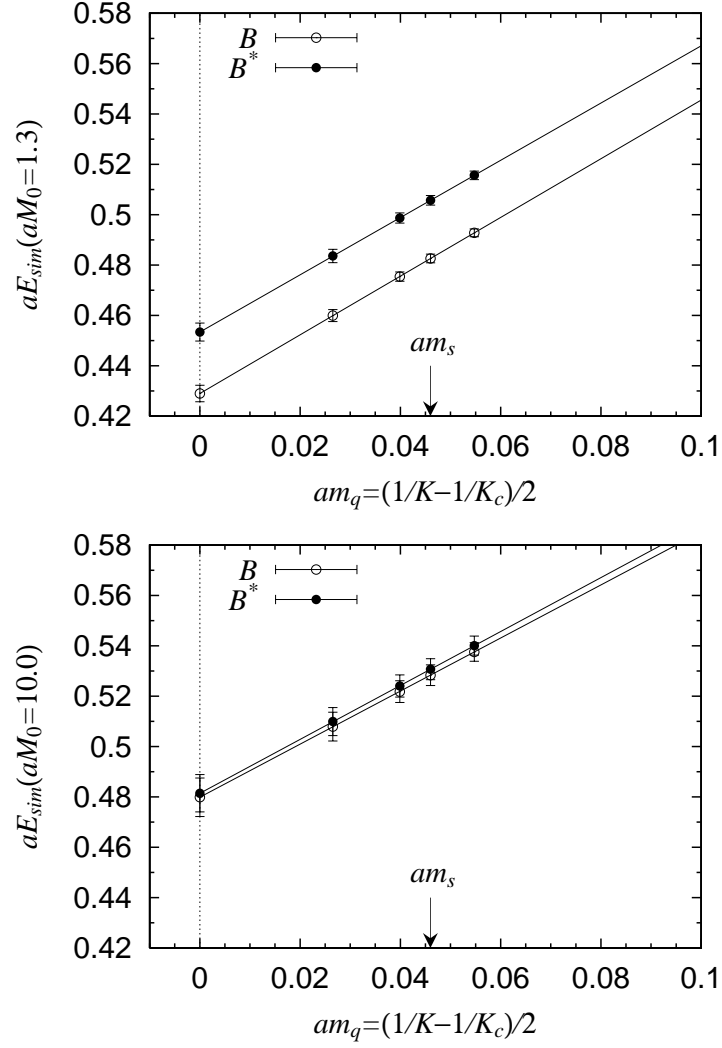 0.58
0.56
0.54
0.52
0.5
0.48
0.46
0.44
0.42
aE_sim(aM_0=1.3)
B
B^*
am_s
0 0.02 0.04 0.06 0.08 0.1
am_q=(1/K−1/K_c)/2
0.58
0.56
0.54
0.52
0.5
0.48
0.46
0.44
0.42
aE_sim(aM_0=10.0)
B
B^*
am_s
0 0.02 0.04 0.06 0.08 0.1
am_q=(1/K−1/K_c)/2